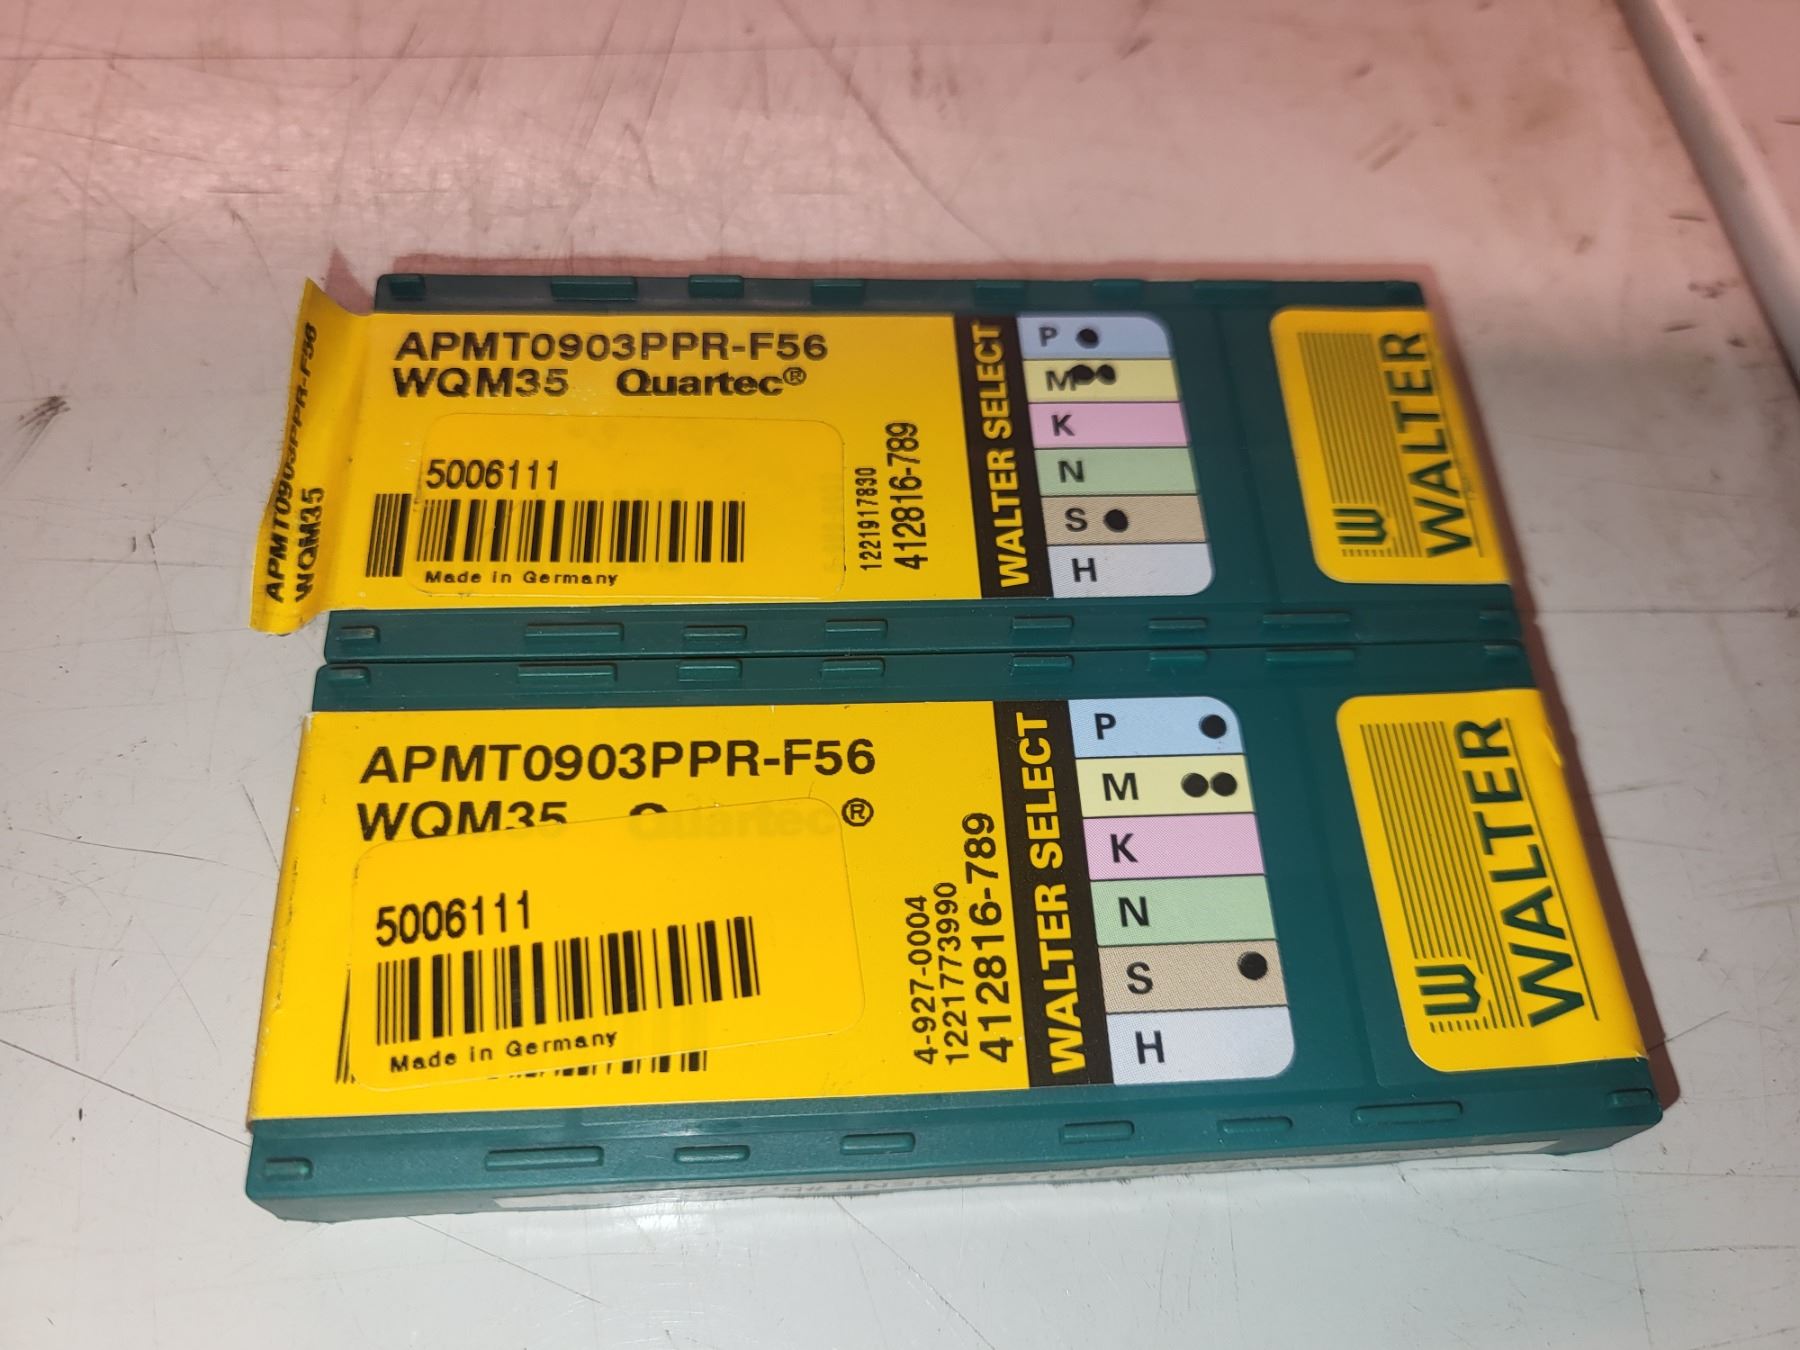 APMT0903PPR-F56
WQM35
APMT0903PPR-F56
WQM35 Quartec®
5006111
Made in Germany
1221917830
412816-789
WALTER SELECT
P
M
K
N
S
H
WALTER
APMT0903PPR-F56
WQM35 Quartec®
5006111
Made in Germany
4-927-0004
1221773990
412816-789
WALTER SELECT
P
M
K
N
S
H
WALTER